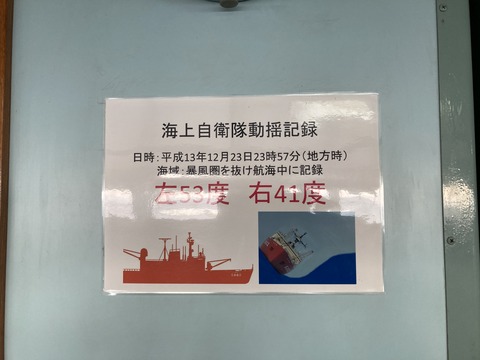 海上自衛隊動揺記録
日時：平成13年12月23日23時57分（地方時）
海域：暴風圏を抜け航海中に記録
左53度　右41度